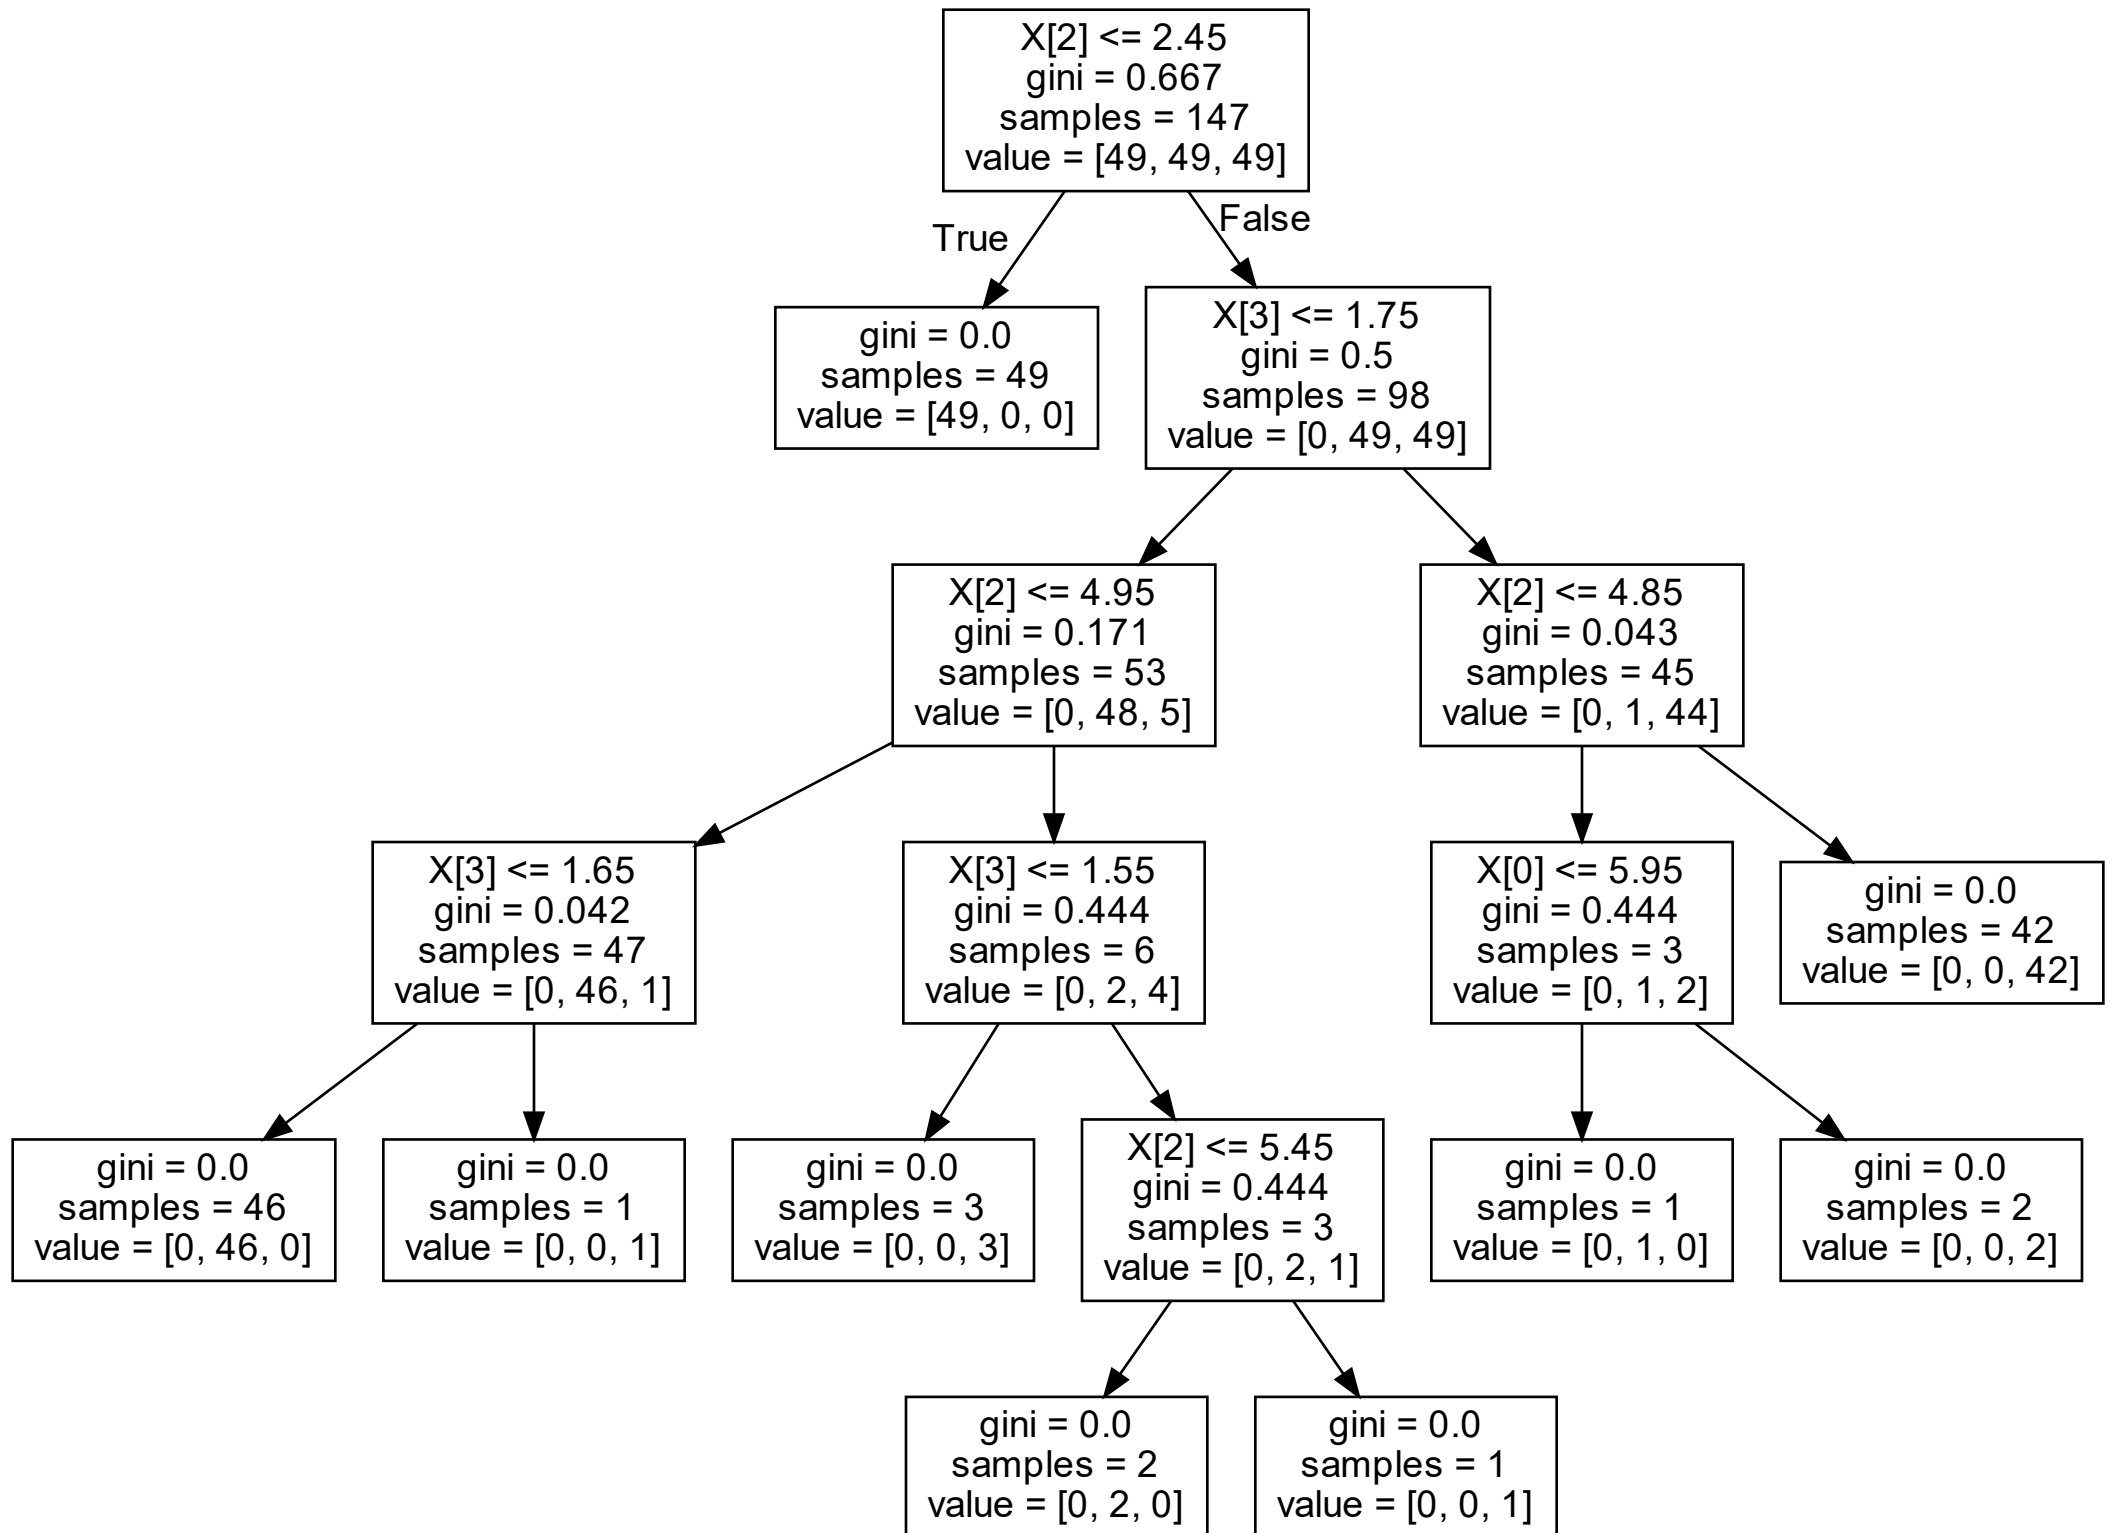 X[2] <= 2.45
gini = 0.667
samples = 147
value = [49, 49, 49]
True
False
gini = 0.0
samples = 49
value = [49, 0, 0]
X[3] <= 1.75
gini = 0.5
samples = 98
value = [0, 49, 49]
X[2] <= 4.95
gini = 0.171
samples = 53
value = [0, 48, 5]
X[2] <= 4.85
gini = 0.043
samples = 45
value = [0, 1, 44]
X[3] <= 1.65
gini = 0.042
samples = 47
value = [0, 46, 1]
X[3] <= 1.55
gini = 0.444
samples = 6
value = [0, 2, 4]
X[0] <= 5.95
gini = 0.444
samples = 3
value = [0, 1, 2]
gini = 0.0
samples = 42
value = [0, 0, 42]
gini = 0.0
samples = 46
value = [0, 46, 0]
gini = 0.0
samples = 1
value = [0, 0, 1]
gini = 0.0
samples = 3
value = [0, 0, 3]
X[2] <= 5.45
gini = 0.444
samples = 3
value = [0, 2, 1]
gini = 0.0
samples = 1
value = [0, 1, 0]
gini = 0.0
samples = 2
value = [0, 0, 2]
gini = 0.0
samples = 2
value = [0, 2, 0]
gini = 0.0
samples = 1
value = [0, 0, 1]